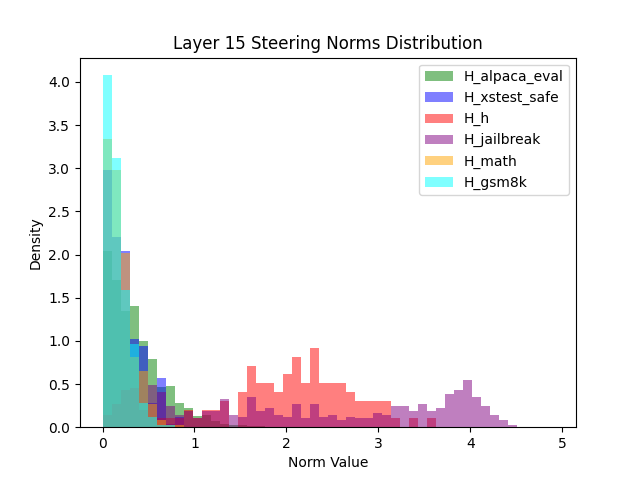 Layer 15 Steering Norms Distribution
H_alpaca_eval
H_xstest_safe
H_h
H_jailbreak
H_math
H_gsm8k
4.0
3.5
3.0
2.5
2.0
1.5
1.0
0.5
0.0
Density
0 1 2 3 4 5
Norm Value